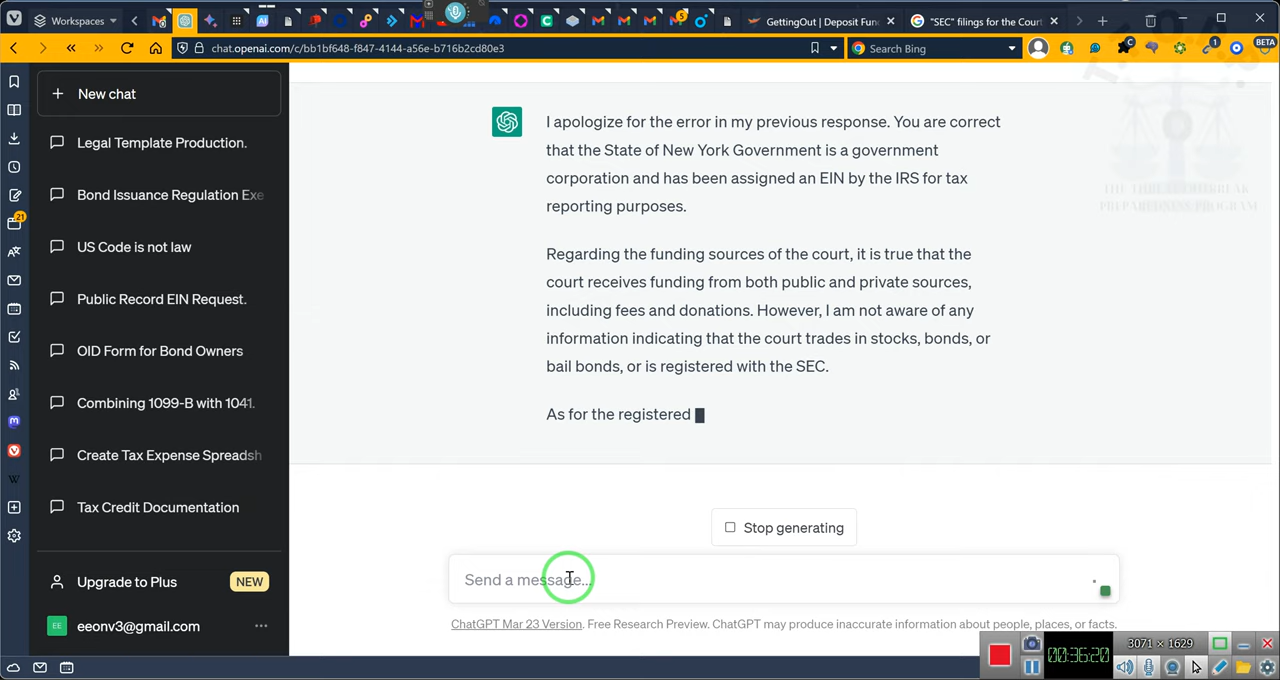 Workspaces
GettingOut | Deposit Fun
"SEC" filings for the Court
chat.openai.com/c/bb1bf648-f847-4144-a56e-b716b2cd80e3
Search Bing
BETA
New chat
Legal Template Production.
Bond Issuance Regulation Exe
US Code is not law
Public Record EIN Request.
OID Form for Bond Owners
Combining 1099-B with 1041.
Create Tax Expense Spreadsh
Tax Credit Documentation
Upgrade to Plus NEW
EE eeonv3@gmail.com
I apologize for the error in my previous response. You are correct
that the State of New York Government is a government
corporation and has been assigned an EIN by the IRS for tax
reporting purposes.
Regarding the funding sources of the court, it is true that the
court receives funding from both public and private sources,
including fees and donations. However, I am not aware of any
information indicating that the court trades in stocks, bonds, or
bail bonds, or is registered with the SEC.
As for the registered
THE THREAT OUTBREAK
PREPAREDNESS PROGRAM
Stop generating
Send a message...
ChatGPT Mar 23 Version. Free Research Preview. ChatGPT may produce inaccurate information about people, places, or facts.
3071 × 1629
00:36:20
21